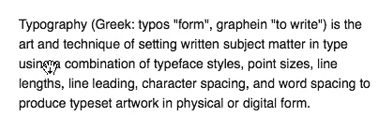 Typography (Greek: typos "form", graphein "to write") is the
art and technique of setting written subject matter in type
using a combination of typeface styles, point sizes, line
lengths, line leading, character spacing, and word spacing to
produce typeset artwork in physical or digital form.